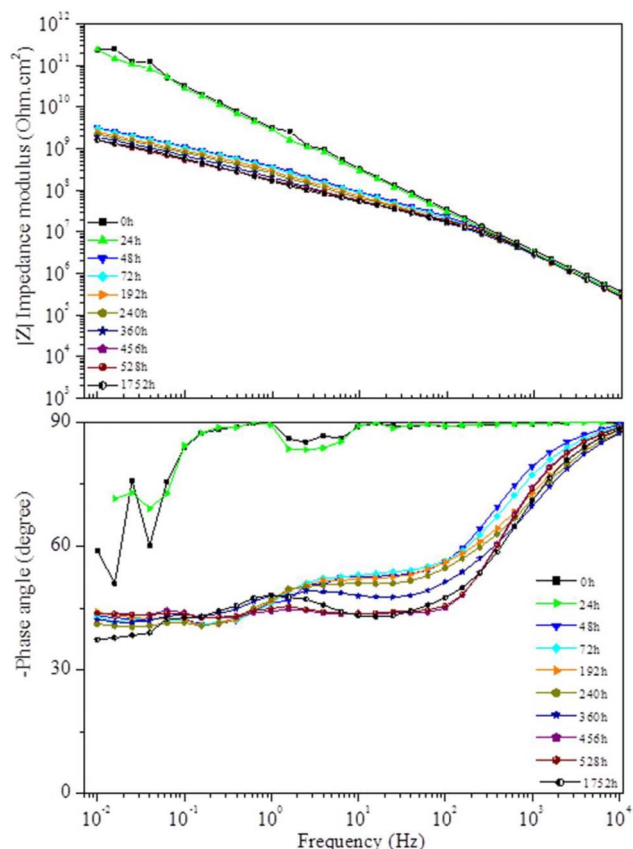 10¹²
10¹¹
10¹⁰
10⁹
10⁸
10⁷
10⁶
10⁵
10⁴
10³
|Z| Impedance modulus (Ohm.cm²)
0h
24h
48h
72h
192h
240h
360h
456h
528h
1752h
90
60
30
0
-Phase angle (degree)
0h
24h
48h
72h
192h
240h
360h
456h
528h
1752h
10⁻² 10⁻¹ 10⁰ 10¹ 10² 10³ 10⁴
Frequency (Hz)